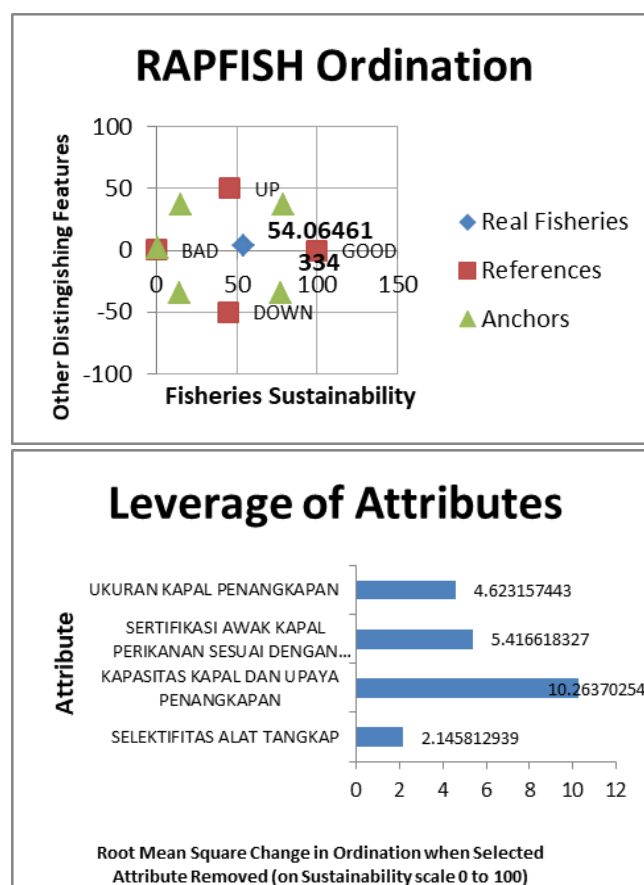 RAPFISH Ordination
Other Distingishing Features
100
50
0
-50
-100
UP
54.06461
334
BAD
GOOD
DOWN
0 50 100 150
Fisheries Sustainability
Real Fisheries
References
Anchors
Leverage of Attributes
Attribute
UKURAN KAPAL PENANGKAPAN
4.623157443
SERTIFIKASI AWAK KAPAL
PERIKANAN SESUAI DENGAN...
5.416618327
KAPASITAS KAPAL DAN UPAYA
PENANGKAPAN
10.26370254
SELEKTIFITAS ALAT TANGKAP
2.145812939
0 2 4 6 8 10 12
Root Mean Square Change in Ordination when Selected
Attribute Removed (on Sustainability scale 0 to 100)